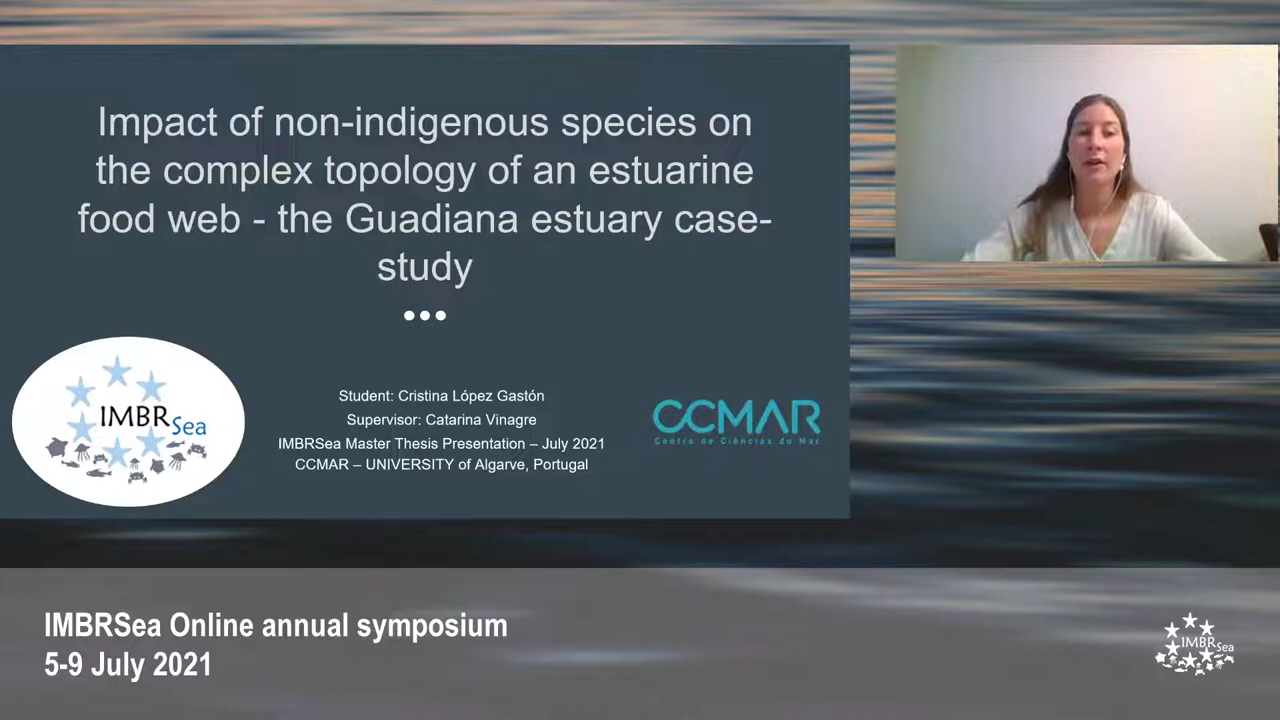 Impact of non-indigenous species on
the complex topology of an estuarine
food web - the Guadiana estuary case-
study
IMBRSea
Student: Cristina López Gastón
Supervisor: Catarina Vinagre
IMBRSea Master Thesis Presentation – July 2021
CCMAR – UNIVERSITY of Algarve, Portugal
CCMAR
Centro de Ciências do Mar
IMBRSea Online annual symposium
5-9 July 2021
IMBRSea